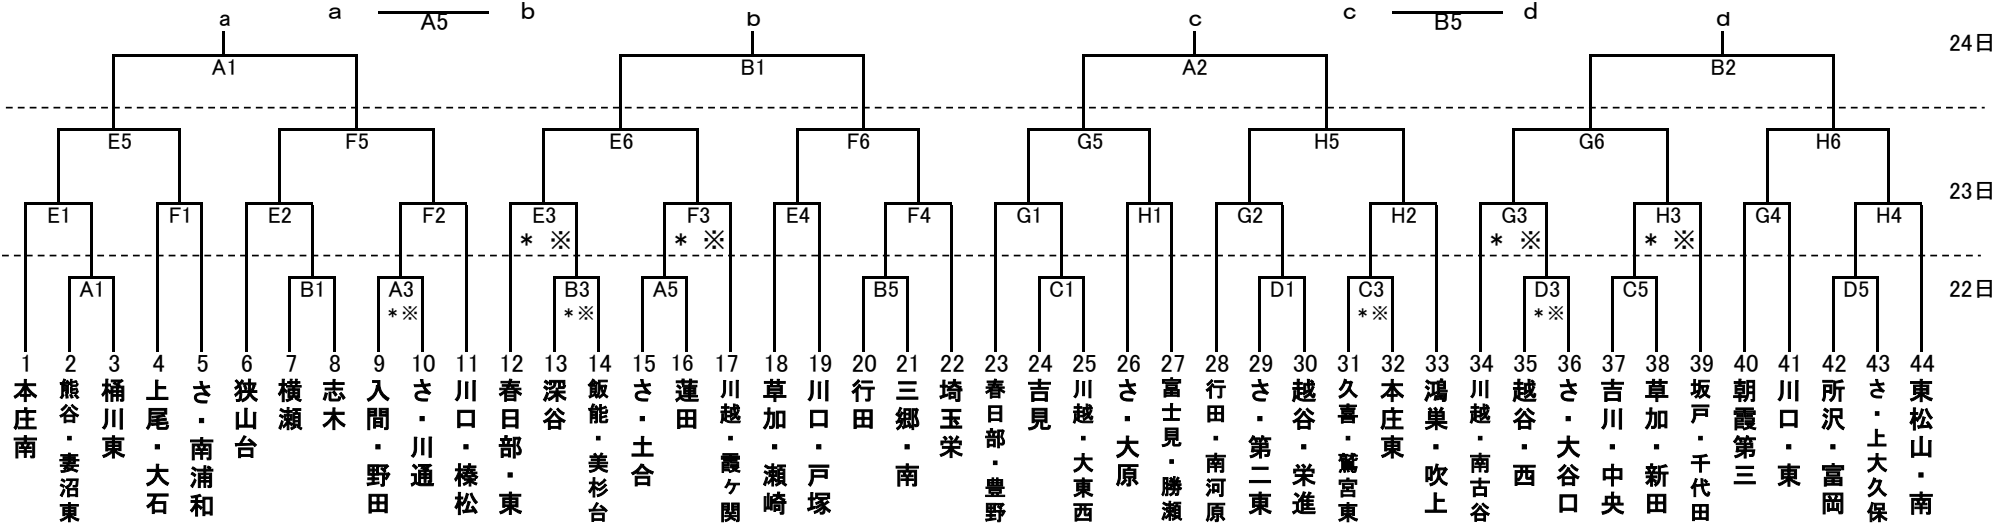 a A5 b c B5 d
a b c d
24日
A1 B1 A2 B2
E5 F5 E6 F6 G5 H5 G6 H6
23日
E1 F1 E2 F2 E3 F3 E4 F4 G1 H1 G2 H2 G3 H3 G4 H4
* ※ * ※ * ※ * ※
A1 B1 A3 B3 A5 B5 C1 D1 C3 D3 C5 D5 22日
*※ *※ *※ *※
1 本庄南
2 熊谷・妻沼東
3 桶川東
4 上尾・大石
5 さ・南浦和
6 狭山台
7 横瀬
8 志木
9 入間・野田
10 さ・川通
11 川口・榛松
12 春日部・東
13 深谷
14 飯能・美杉台
15 さ・土合
16 蓮田
17 川越・霞ヶ関
18 草加・瀬崎
19 川口・戸塚
20 行田
21 三郷・南
22 埼玉栄
23 春日部・豊野
24 吉見
25 川越・大東西
26 さ・大原
27 富士見・勝瀬
28 行田・南河原
29 さ・第二東
30 越谷・栄進
31 久喜・鷲宮東
32 本庄東
33 鴻巣・吹上
34 川越・南古谷
35 越谷・西
36 さ・大谷口
37 吉川・中央
38 草加・新田
39 坂戸・千代田
40 朝霞第三
41 川口・東
42 所沢・富岡
43 さ・上大久保
44 東松山・南